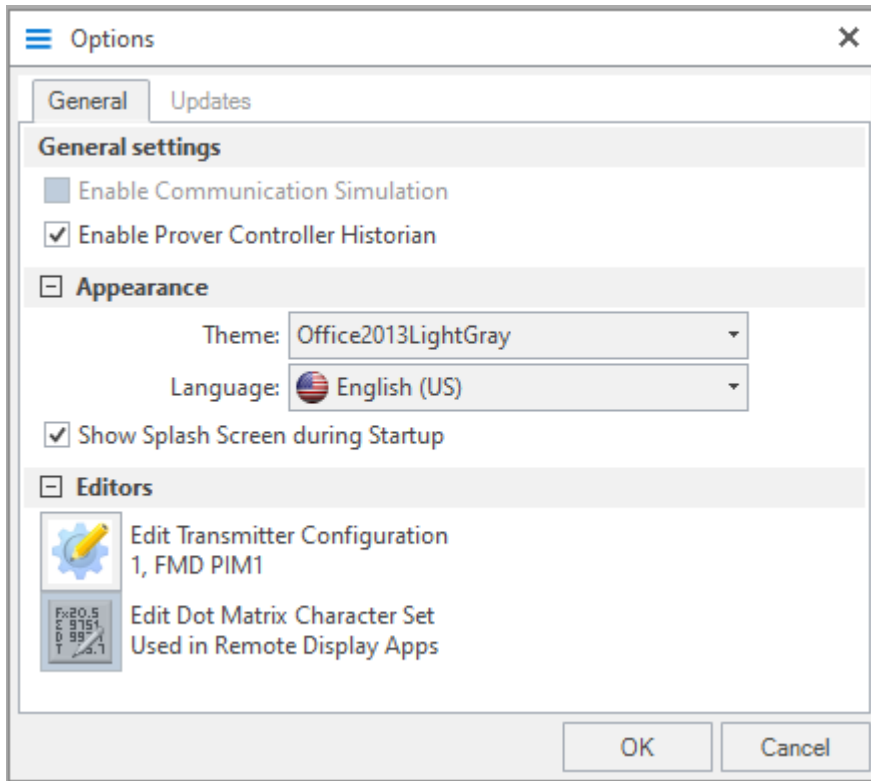 Options
General Updates
General settings
Enable Communication Simulation
Enable Prover Controller Historian
Appearance
Theme: Office2013LightGray
Language: English (US)
Show Splash Screen during Startup
Editors
Edit Transmitter Configuration
1, FMD PIM1
Edit Dot Matrix Character Set
Used in Remote Display Apps
OK Cancel